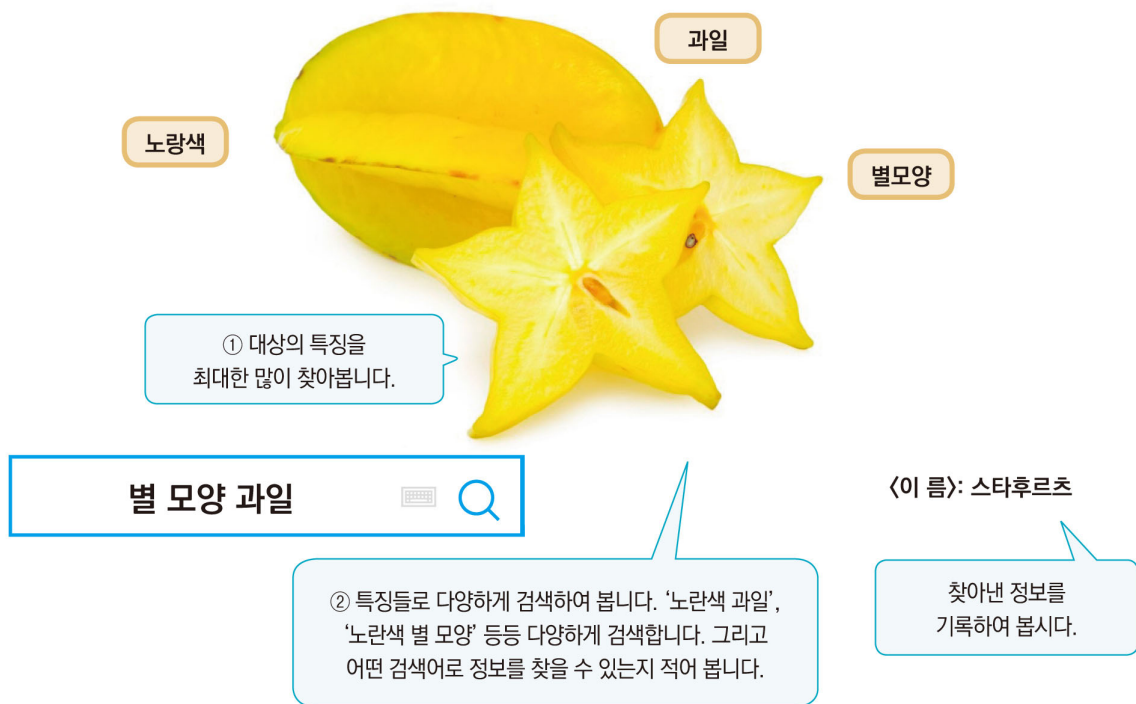 과일
노랑색
별모양
① 대상의 특징을
최대한 많이 찾아봅니다.
별 모양 과일
〈이 름〉: 스타후르츠
② 특징들로 다양하게 검색하여 봅니다. ‘노란색 과일’,
‘노란색 별 모양’ 등등 다양하게 검색합니다. 그리고
어떤 검색어로 정보를 찾을 수 있는지 적어 봅니다.
찾아낸 정보를
기록하여 봅시다.